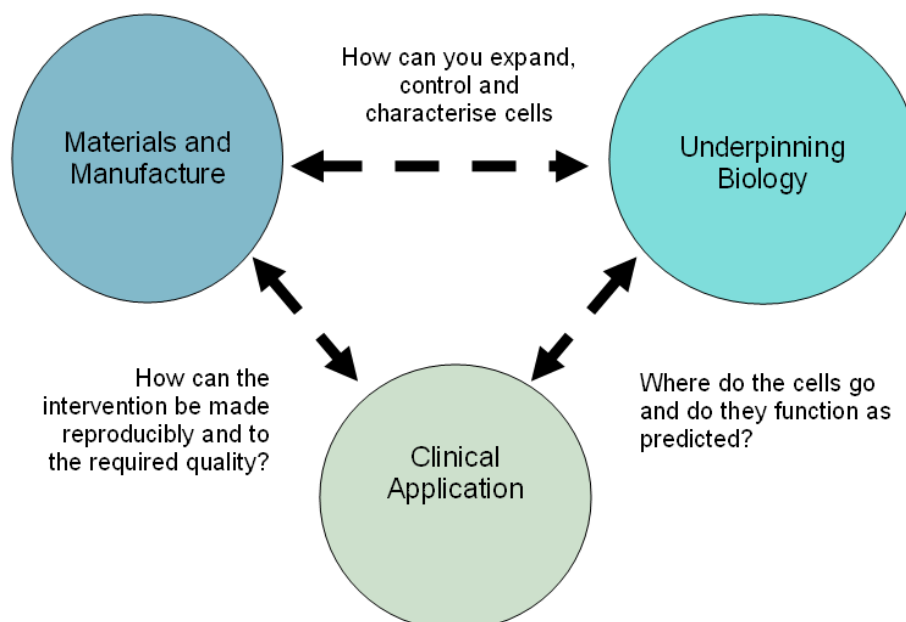 How can you expand,
control and
characterise cells
Materials and
Manufacture
Underpinning
Biology
How can the
intervention be made
reproducibly and to
the required quality?
Where do the cells go
and do they function as
predicted?
Clinical
Application